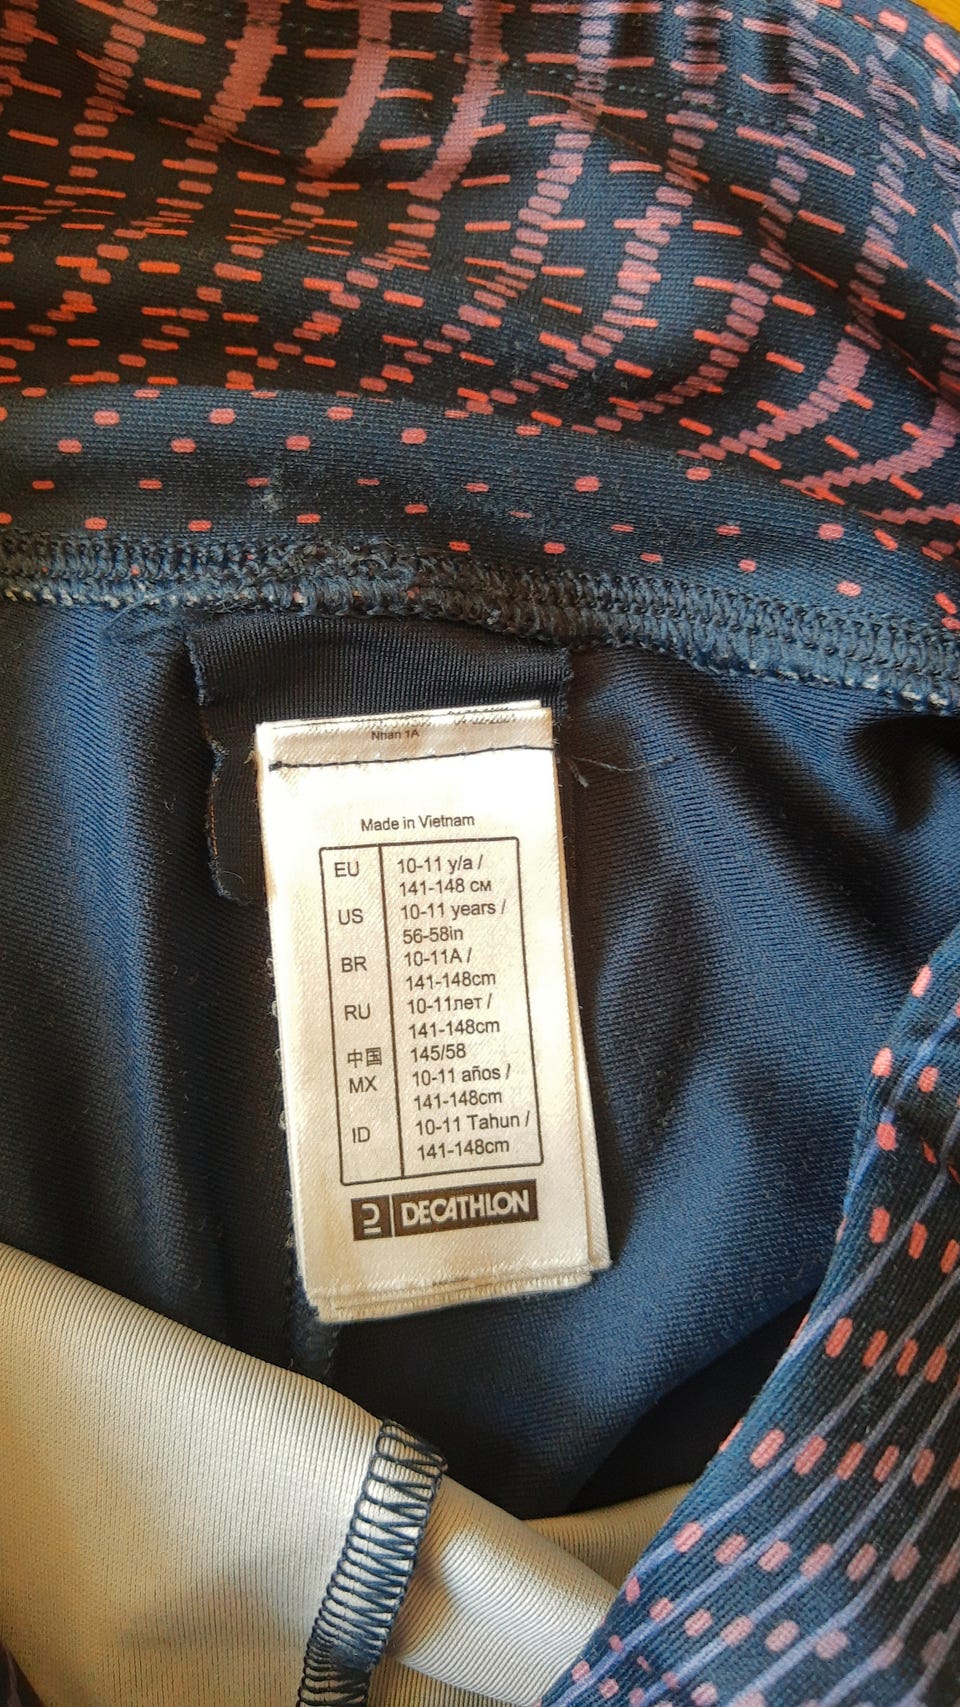 Nhan 1A
Made in Vietnam
EU 10-11 y/a /
141-148 см
US 10-11 years /
56-58in
BR 10-11A /
141-148cm
RU 10-11лет /
141-148cm
中国 145/58
MX 10-11 años /
141-148cm
ID 10-11 Tahun /
141-148cm
DECATHLON